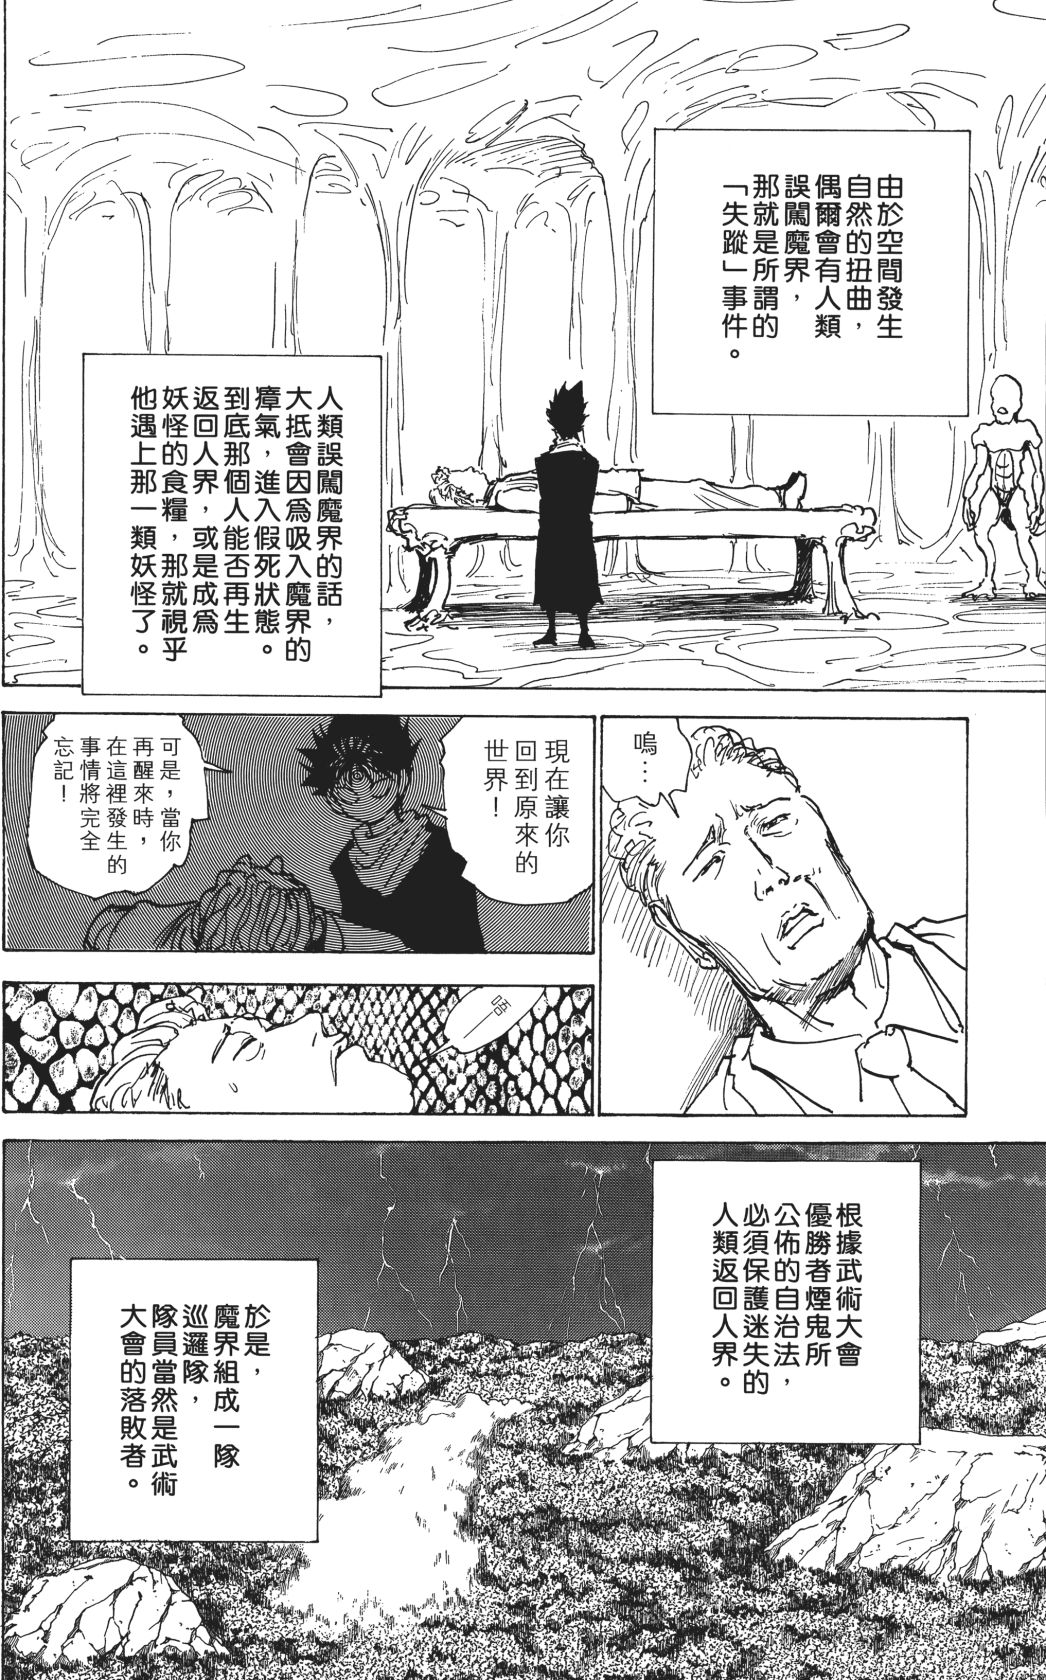 由於空間發生
自然的扭曲，
偶爾會有人類
誤闖魔界，
那就是所謂的
「失蹤」事件。
人類誤闖魔界的話，
大抵會因為吸入魔界的
瘴氣，進入假死狀態。
到底那個人能否再生
返回人界，或是成為
妖怪的食糧，那就視乎
他遇上那一類妖怪了。
嗚…
現在讓你
回到原來的
世界！
可是，當你
再醒來時，
在這裡發生的
事情將完全
忘記！
唔——
根據武術大會
優勝者煙鬼所
公佈的自治法，
必須保護迷失的
人類返回人界。
於是，
魔界組成一隊
巡邏隊，
隊員當然是武術
大會的落敗者。